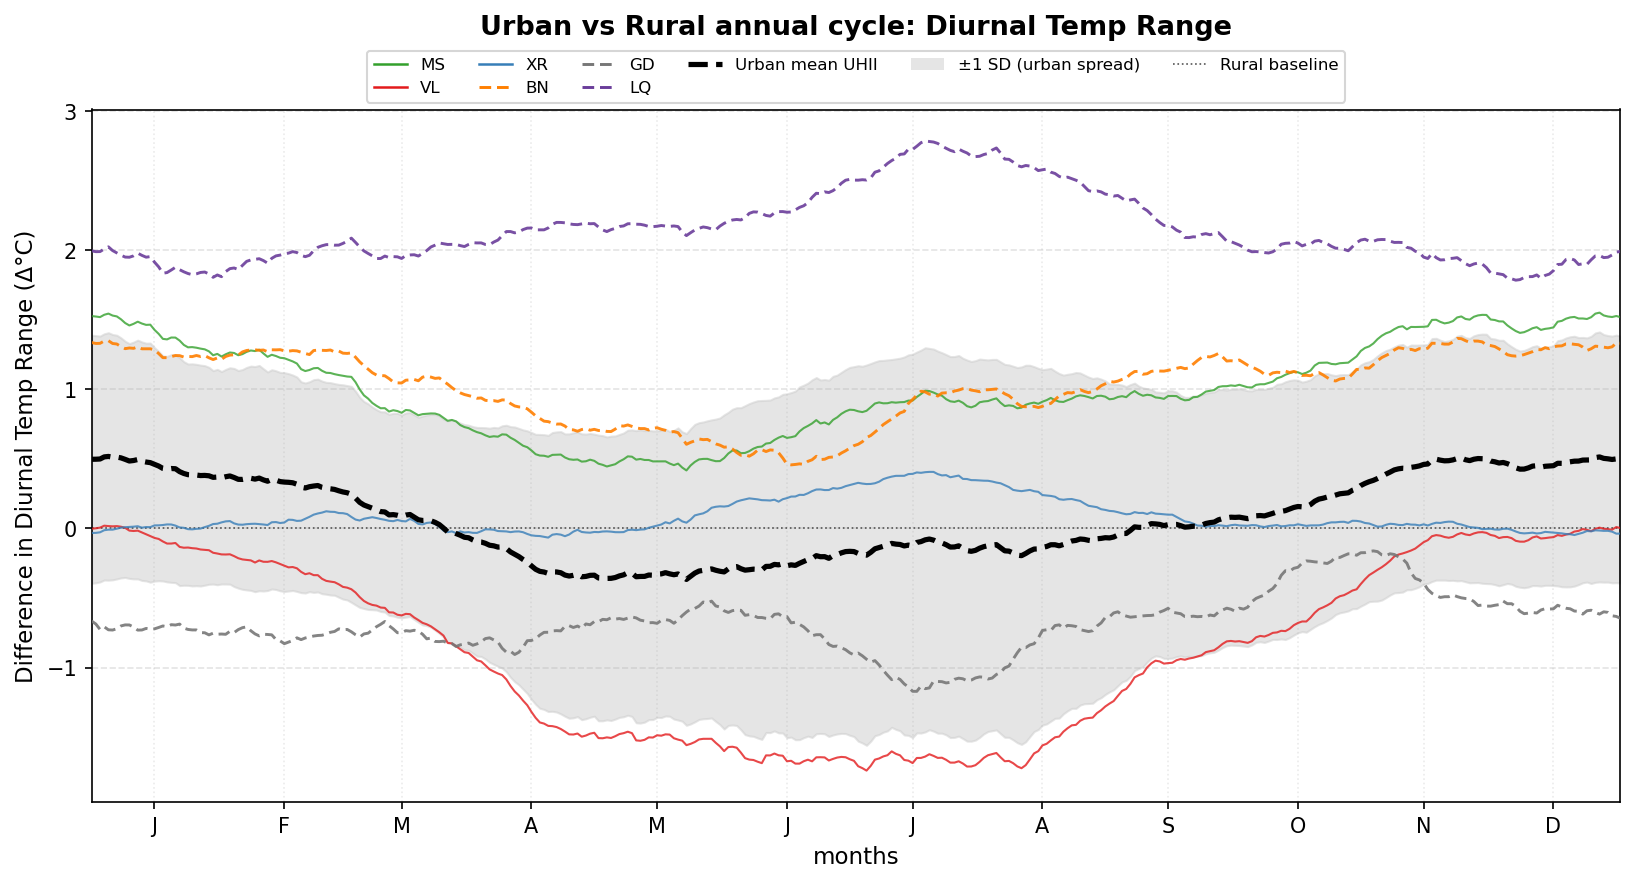 Urban vs Rural annual cycle: Diurnal Temp Range
MS XR GD Urban mean UHII ±1 SD (urban spread) Rural baseline
VL BN LQ
3
2
1
0
−1
Difference in Diurnal Temp Range (Δ°C)
J F M A M J J A S O N D
months